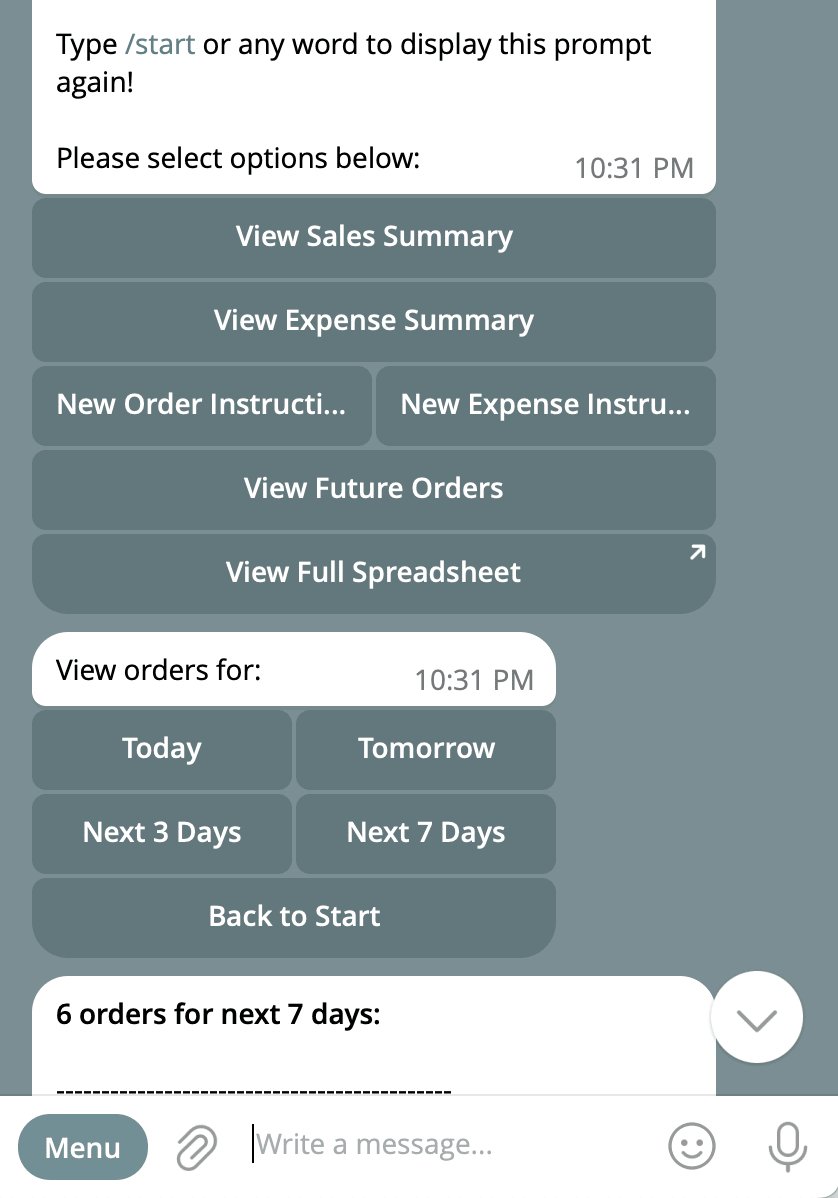 Type /start or any word to display this prompt
again!
Please select options below:
10:31 PM
View Sales Summary
View Expense Summary
New Order Instructi...
New Expense Instru...
View Future Orders
View Full Spreadsheet
View orders for:
10:31 PM
Today
Tomorrow
Next 3 Days
Next 7 Days
Back to Start
6 orders for next 7 days:
--------------------------------------------
Menu
Write a message...